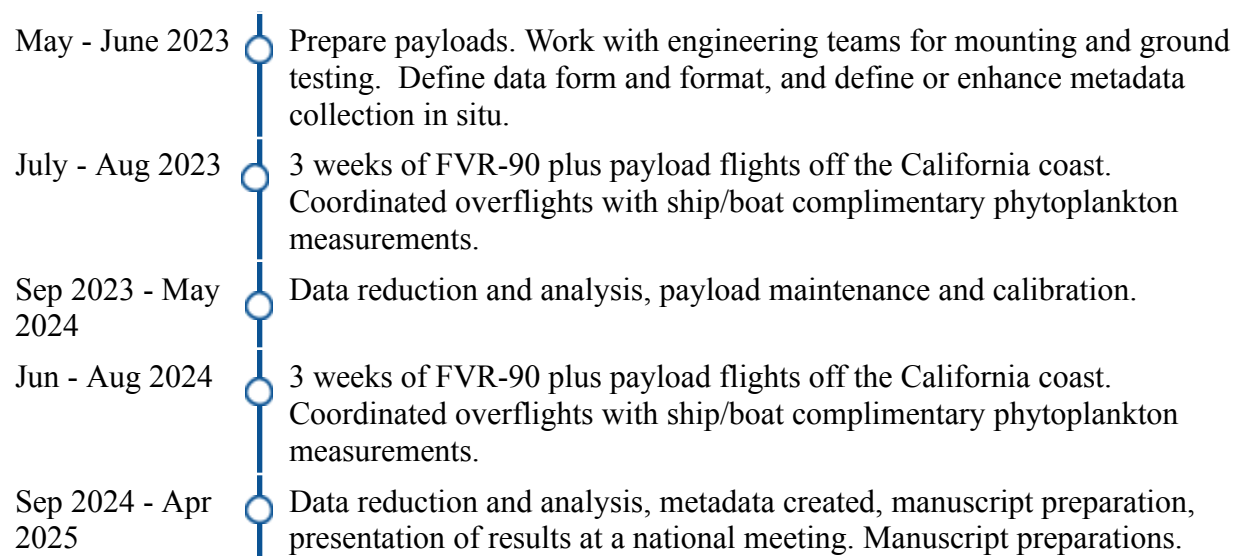 May - June 2023 Prepare payloads. Work with engineering teams for mounting and ground
testing.  Define data form and format, and define or enhance metadata
collection in situ.
July - Aug 2023 3 weeks of FVR-90 plus payload flights off the California coast.
Coordinated overflights with ship/boat complimentary phytoplankton
measurements.
Sep 2023 - May Data reduction and analysis, payload maintenance and calibration.
2024
Jun - Aug 2024 3 weeks of FVR-90 plus payload flights off the California coast.
Coordinated overflights with ship/boat complimentary phytoplankton
measurements.
Sep 2024 - Apr Data reduction and analysis, metadata created, manuscript preparation,
2025 presentation of results at a national meeting. Manuscript preparations.